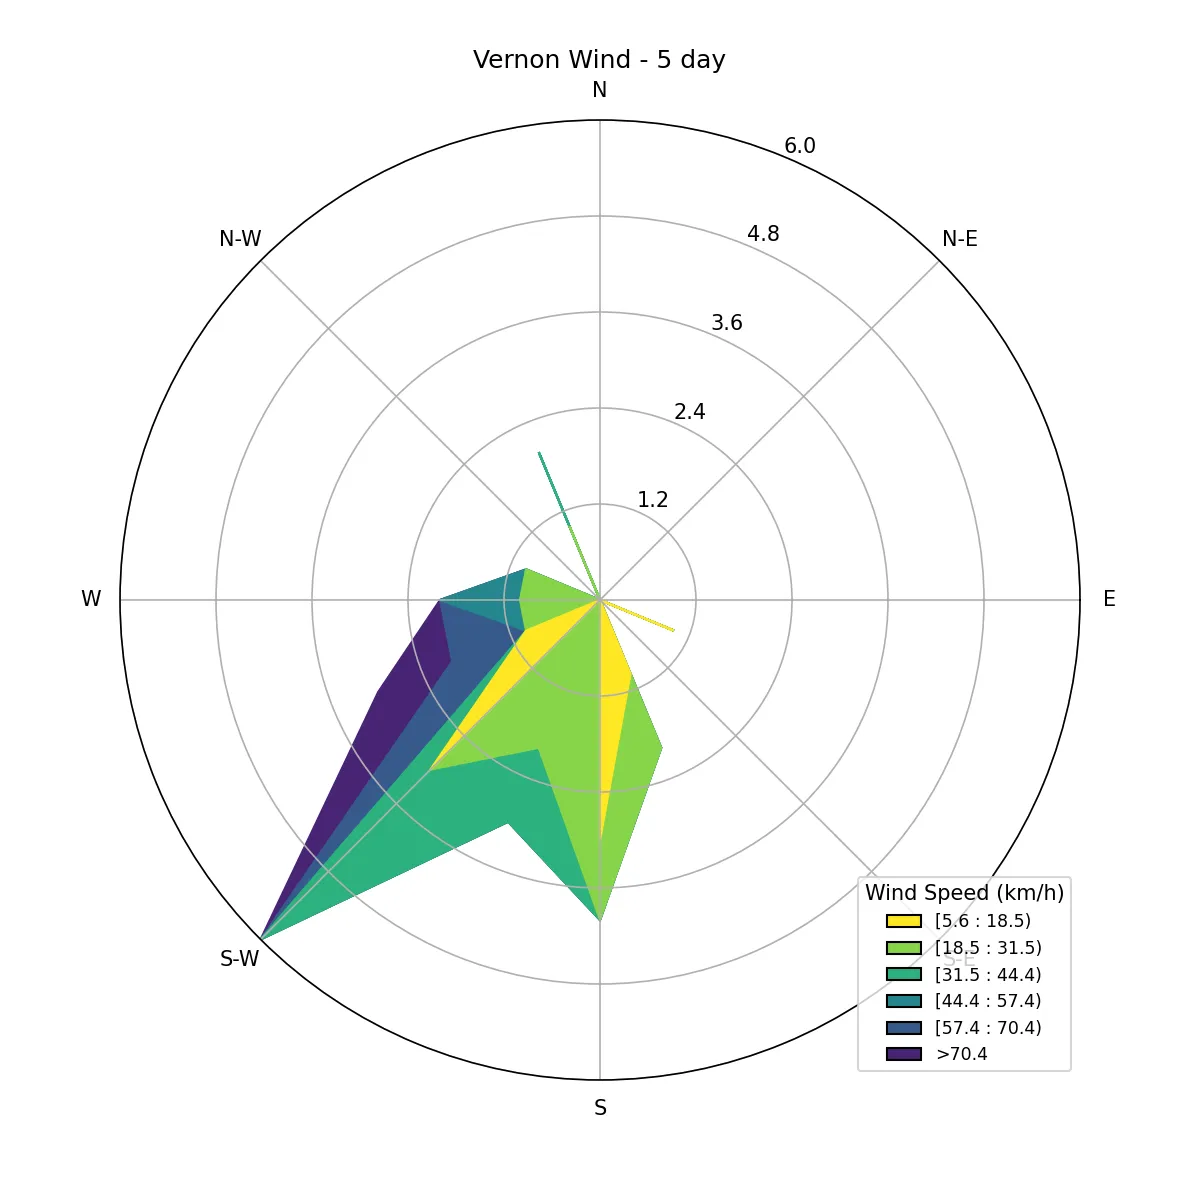 Vernon Wind - 5 day
N
6.0
N-W
4.8
N-E
3.6
2.4
1.2
W
E
S-W
S-E
S
Wind Speed (km/h)
[5.6 : 18.5)
[18.5 : 31.5)
[31.5 : 44.4)
[44.4 : 57.4)
[57.4 : 70.4)
>70.4